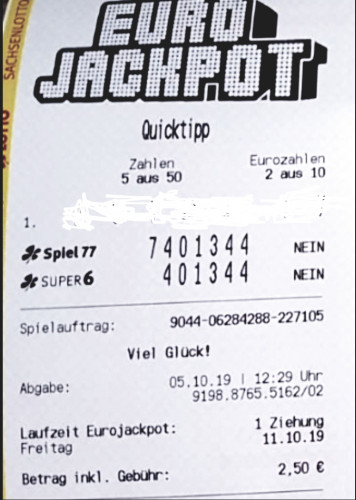 SACHSENLOTTO
EURO
JACKPOT
Quicktipp
Zahlen Eurozahlen
5 aus 50 2 aus 10
1.
Spiel 77 7401344 NEIN
SUPER 6 401344 NEIN
Spielauftrag: 9044-06284288-227105
Viel Glück!
Abgabe: 05.10.19 | 12:29 Uhr
9198.8765.5162/02
Laufzeit Eurojackpot: 1 Ziehung
Freitag 11.10.19
Betrag inkl. Gebühr: 2,50 €